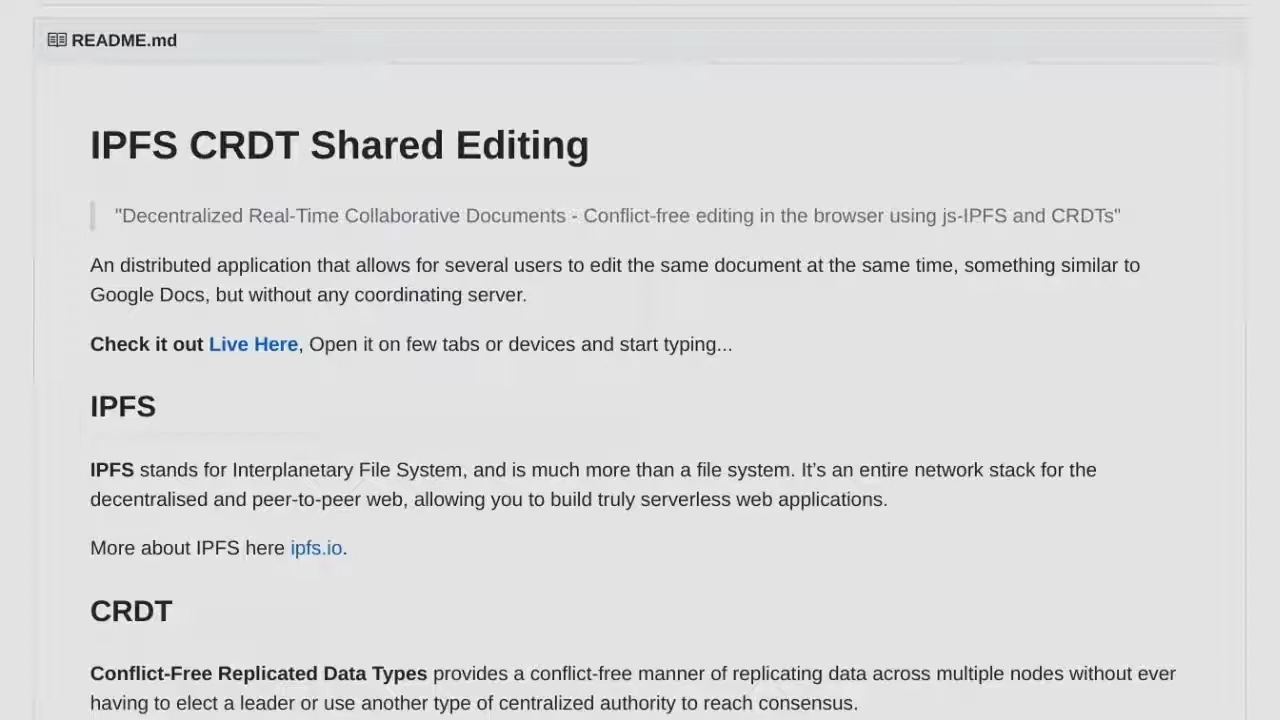 README.md
IPFS CRDT Shared Editing
"Decentralized Real-Time Collaborative Documents - Conflict-free editing in the browser using js-IPFS and CRDTs"
An distributed application that allows for several users to edit the same document at the same time, something similar to
Google Docs, but without any coordinating server.
Check it out Live Here, Open it on few tabs or devices and start typing...
IPFS
IPFS stands for Interplanetary File System, and is much more than a file system. It’s an entire network stack for the
decentralised and peer-to-peer web, allowing you to build truly serverless web applications.
More about IPFS here ipfs.io.
CRDT
Conflict-Free Replicated Data Types provides a conflict-free manner of replicating data across multiple nodes without ever
having to elect a leader or use another type of centralized authority to reach consensus.